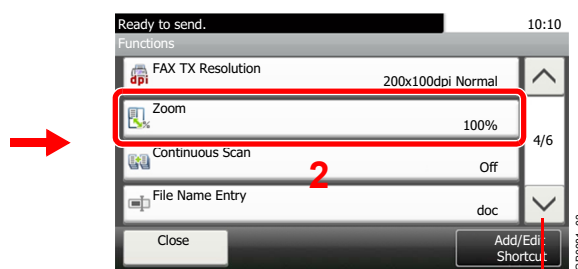 Ready to send.
10:10
Functions
dpi
FAX TX Resolution
200x100dpi Normal
Zoom
100%
4/6
Continuous Scan
Off
2
File Name Entry
doc
Close
Add/Edit
Shortcut